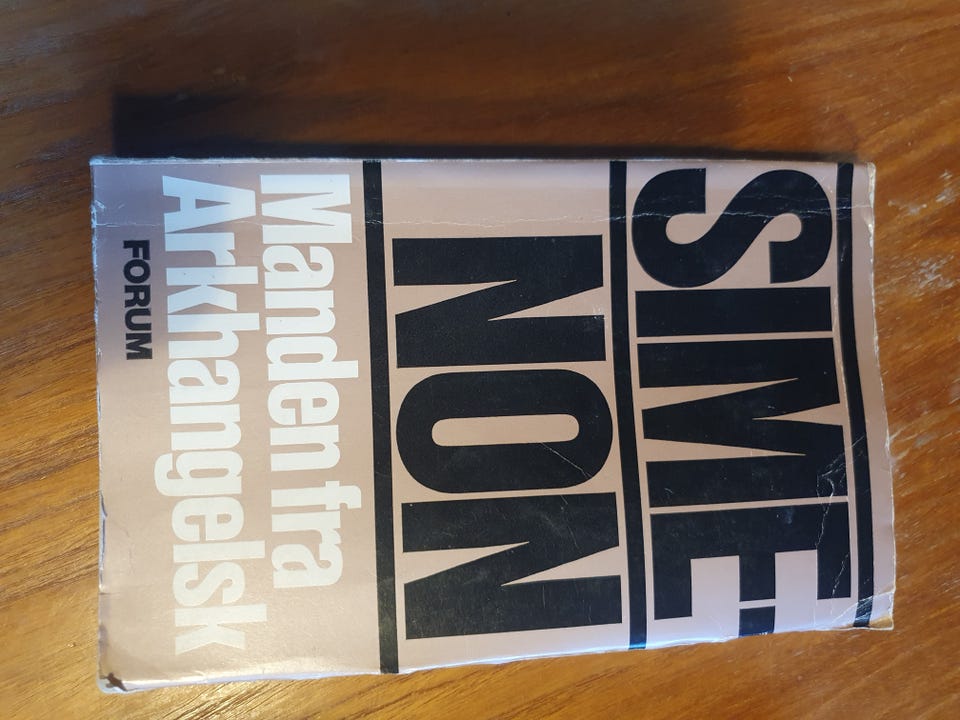 SIME
NON
Manden fra
Arkhangelsk
FORUM